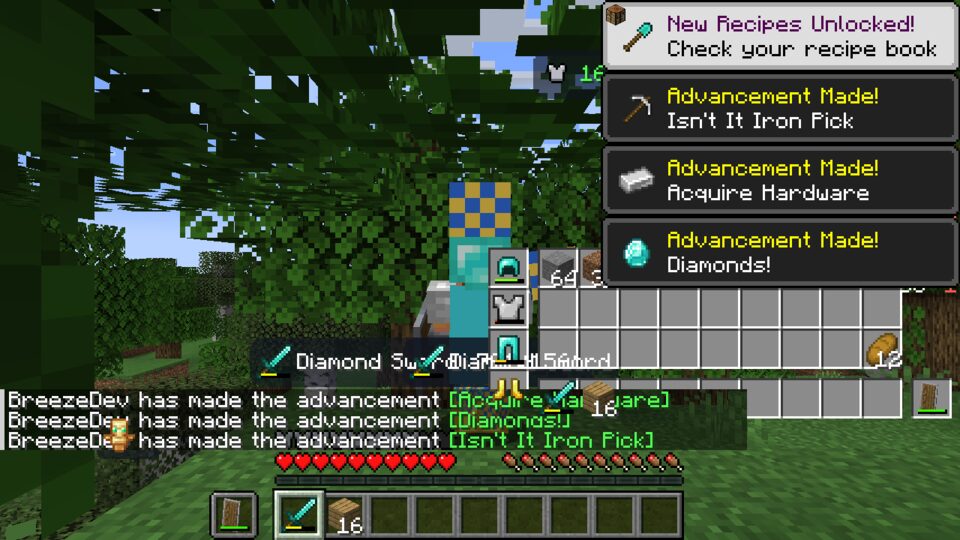 New Recipes Unlocked!
Check your recipe book
16
Advancement Made!
Isn't It Iron Pick
Advancement Made!
Acquire Hardware
Advancement Made!
Diamonds!
64
12
Diamond
BreezeDev has made the advancement [Acquire Hardware]
16
BreezeDev has made the advancement [Diamonds!]
BreezeDev has made the advancement [Isn't It Iron Pick]
16